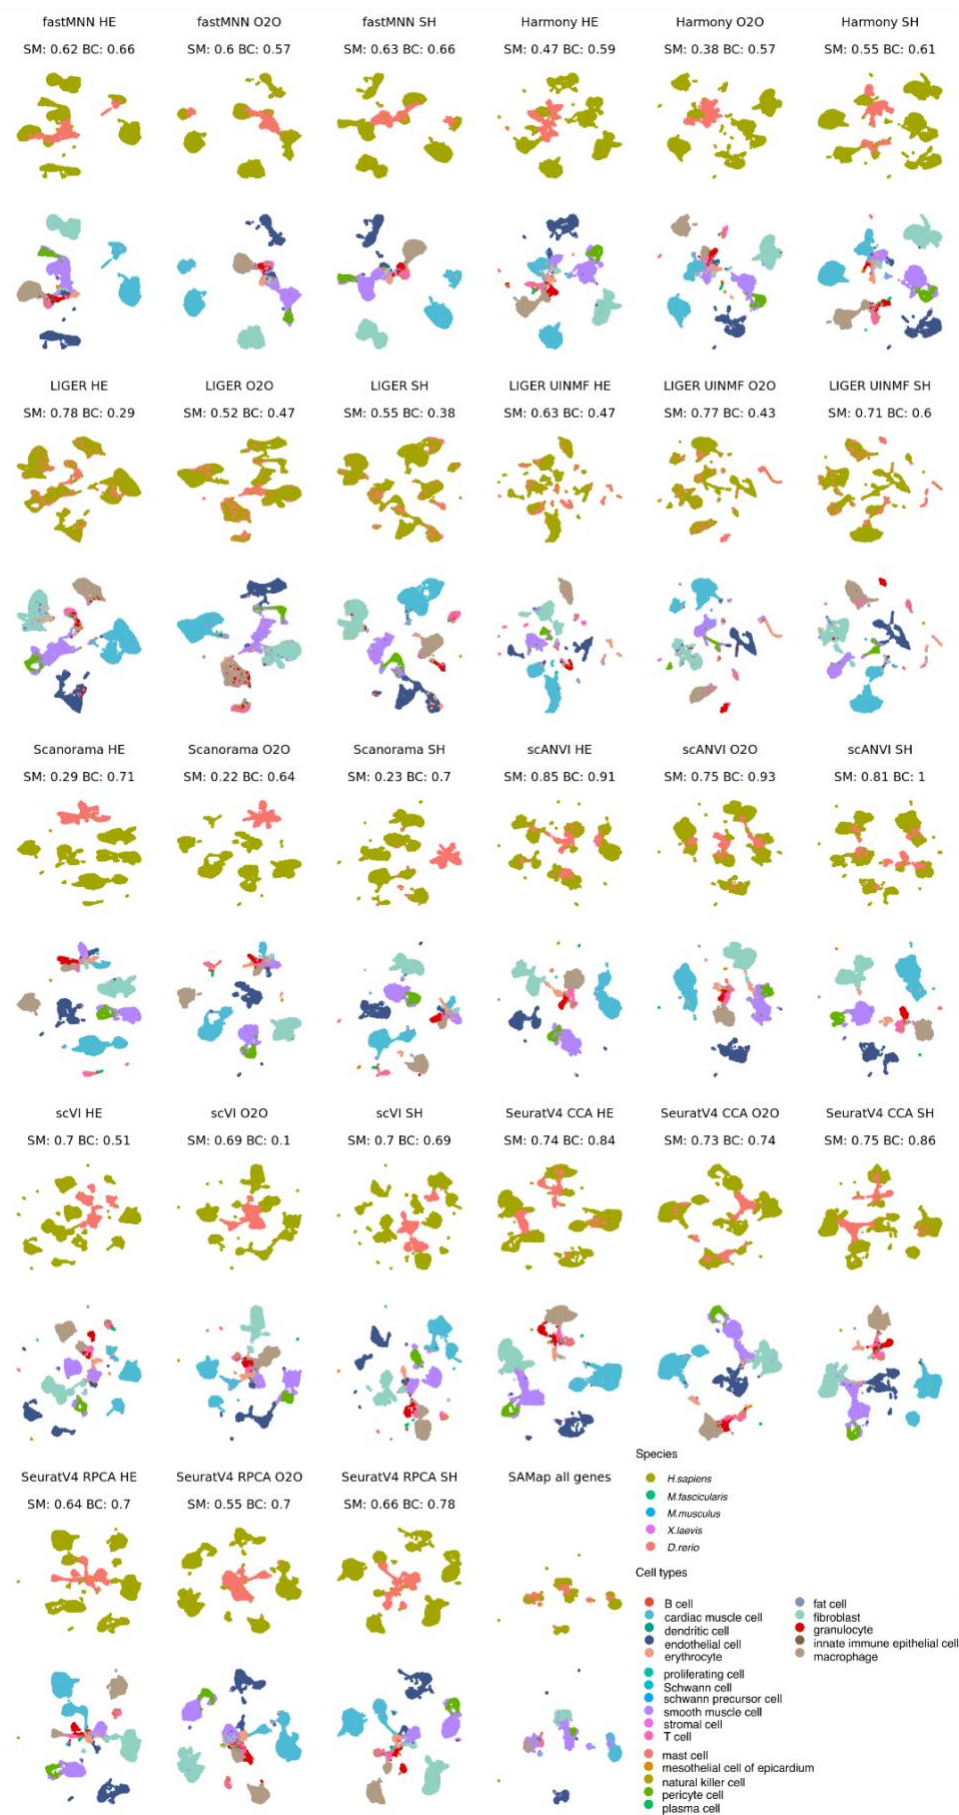 fastMNN HE fastMNN O2O fastMNN SH Harmony HE Harmony O2O Harmony SH
SM: 0.62 BC: 0.66 SM: 0.6 BC: 0.57 SM: 0.63 BC: 0.66 SM: 0.47 BC: 0.59 SM: 0.38 BC: 0.57 SM: 0.55 BC: 0.61
LIGER HE LIGER O2O LIGER SH LIGER UINMF HE LIGER UINMF O2O LIGER UINMF SH
SM: 0.78 BC: 0.29 SM: 0.52 BC: 0.47 SM: 0.55 BC: 0.38 SM: 0.63 BC: 0.47 SM: 0.77 BC: 0.43 SM: 0.71 BC: 0.6
Scanorama HE Scanorama O2O Scanorama SH scANVI HE scANVI O2O scANVI SH
SM: 0.29 BC: 0.71 SM: 0.22 BC: 0.64 SM: 0.23 BC: 0.7 SM: 0.85 BC: 0.91 SM: 0.75 BC: 0.93 SM: 0.81 BC: 1
scVI HE scVI O2O scVI SH SeuratV4 CCA HE SeuratV4 CCA O2O SeuratV4 CCA SH
SM: 0.7 BC: 0.51 SM: 0.69 BC: 0.1 SM: 0.7 BC: 0.69 SM: 0.74 BC: 0.84 SM: 0.73 BC: 0.74 SM: 0.75 BC: 0.86
SeuratV4 RPCA HE SeuratV4 RPCA O2O SeuratV4 RPCA SH SAMap all genes
SM: 0.64 BC: 0.7 SM: 0.55 BC: 0.7 SM: 0.66 BC: 0.78
Species
H.sapiens
M.fascicularis
M.musculus
X.laevis
D.rerio
Cell types
B cell
cardiac muscle cell
dendritic cell
endothelial cell
erythrocyte
proliferating cell
Schwann cell
schwann precursor cell
smooth muscle cell
stromal cell
T cell
mast cell
mesothelial cell of epicardium
natural killer cell
pericyte cell
plasma cell
fat cell
fibroblast
granulocyte
innate immune epithelial cell
macrophage